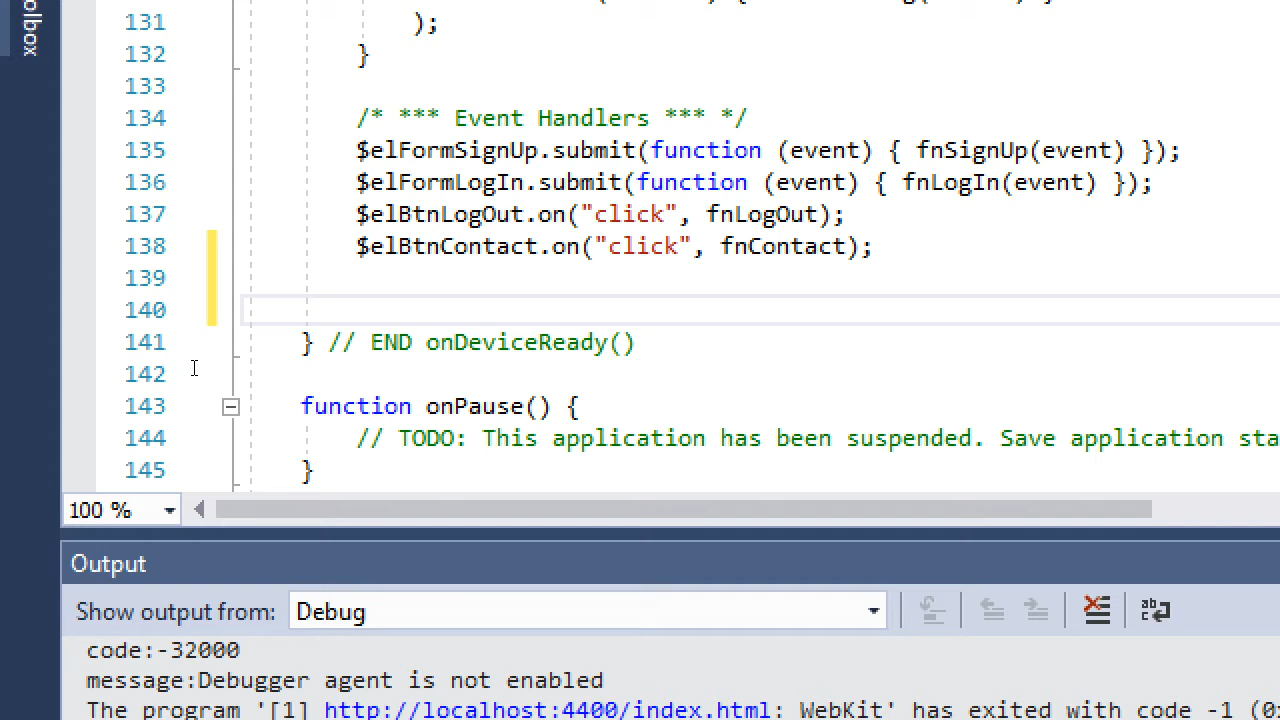 olbox
131 );
132 }
133
134 /* *** Event Handlers *** */
135 $elFormSignUp.submit(function (event) { fnSignUp(event) });
136 $elFormLogIn.submit(function (event) { fnLogIn(event) });
137 $elBtnLogOut.on("click", fnLogOut);
138 $elBtnContact.on("click", fnContact);
139
140
141 } // END onDeviceReady()
142
143 function onPause() {
144 // TODO: This application has been suspended. Save application sta
145 }
100 %
Output
Show output from: Debug
code:-32000
message:Debugger agent is not enabled
The program '[1] http://localhost:4400/index.html: WebKit' has exited with code -1 (0